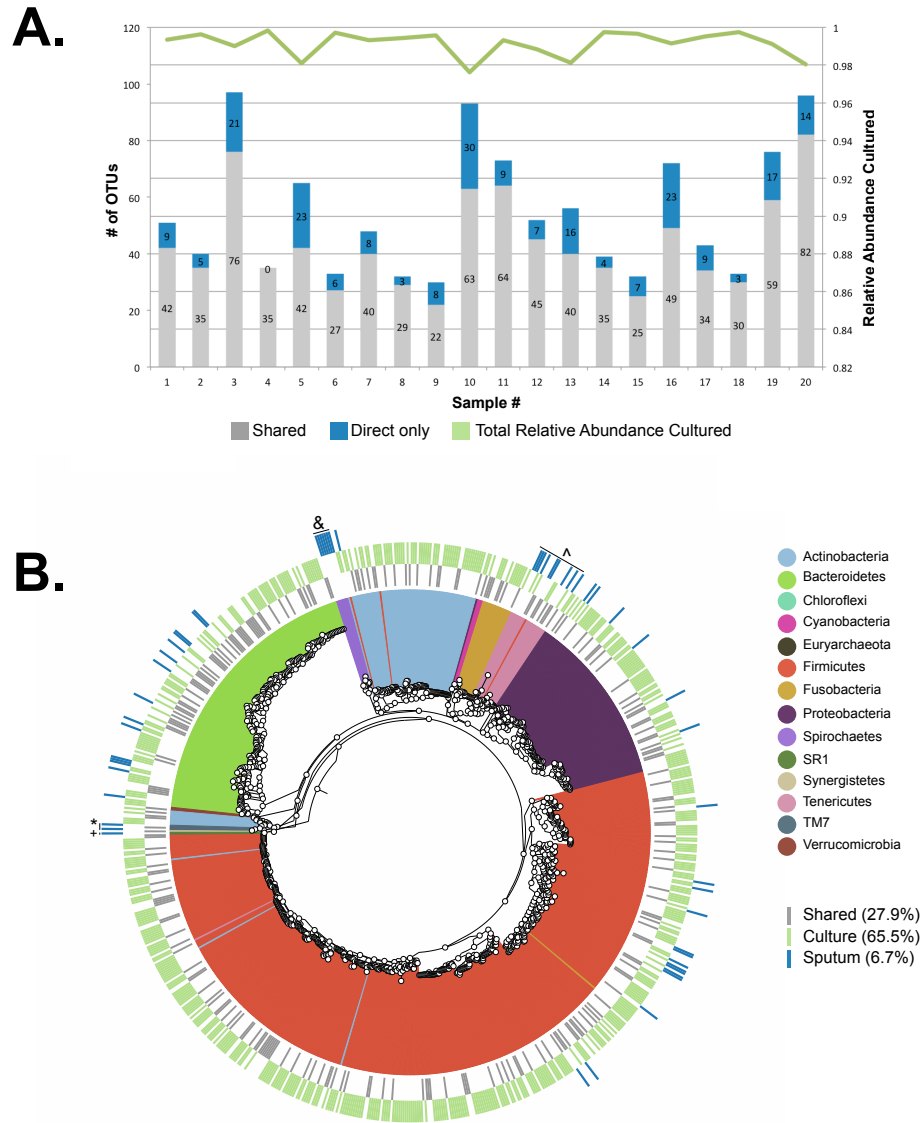 A.
120
100
80
60
40
20
0
# of OTUs
1
0.98
0.96
0.94
0.92
0.9
0.88
0.86
0.84
0.82
Relative Abundance Cultured
9 5 21 0 23 6 8 3 8 30 9 7 16 4 7 23 9 3 17 14
42 35 76 35 42 27 40 29 22 63 64 45 40 35 25 49 34 30 59 82
1 2 3 4 5 6 7 8 9 10 11 12 13 14 15 16 17 18 19 20
Sample #
Shared Direct only Total Relative Abundance Cultured
B.
&
^
*
+
Actinobacteria
Bacteroidetes
Chloroflexi
Cyanobacteria
Euryarchaeota
Firmicutes
Fusobacteria
Proteobacteria
Spirochaetes
SR1
Synergistetes
Tenericutes
TM7
Verrucomicrobia
Shared (27.9%)
Culture (65.5%)
Sputum (6.7%)